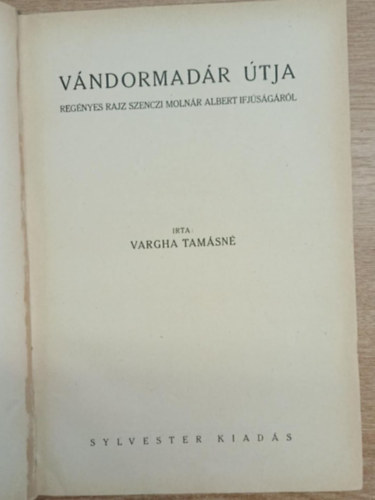 VÁNDORMADÁR ÚTJA
REGÉNYES RAJZ SZENCZI MOLNÁR ALBERT IFJÚSÁGÁRÓL
IRTA:
VARGHA TAMÁSNÉ
SYLVESTER KIADÁS